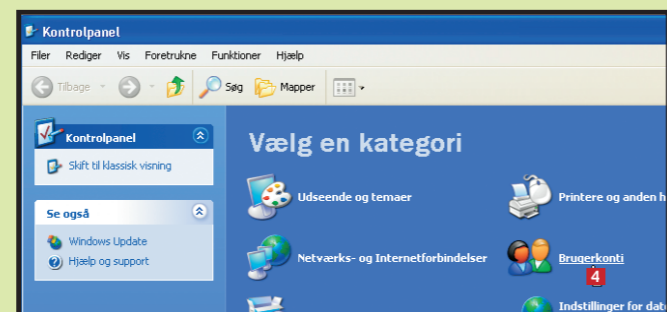 Kontrolpanel
Filer Rediger Vis Foretrukne Funktioner Hjælp
Tilbage Søg Mapper
Kontrolpanel
Skift til klassisk visning
Se også
Windows Update
Hjælp og support
Vælg en kategori
Udseende og temaer
Printere og anden h
Netværks- og Internetforbindelser
Brugerkonti
4
Indstillinger for dat